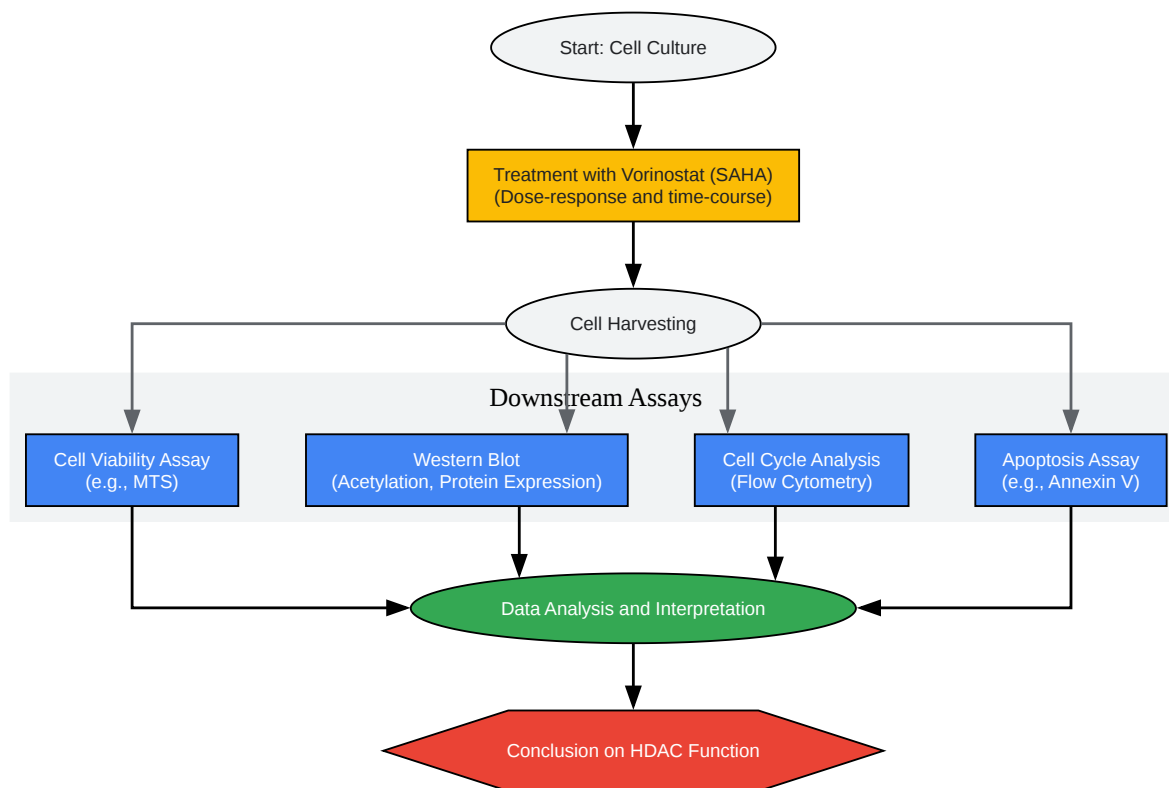 Start: Cell Culture
Treatment with Vorinostat (SAHA)
(Dose-response and time-course)
Cell Harvesting
Downstream Assays
Cell Viability Assay
(e.g., MTS)
Western Blot
(Acetylation, Protein Expression)
Cell Cycle Analysis
(Flow Cytometry)
Apoptosis Assay
(e.g., Annexin V)
Data Analysis and Interpretation
Conclusion on HDAC Function